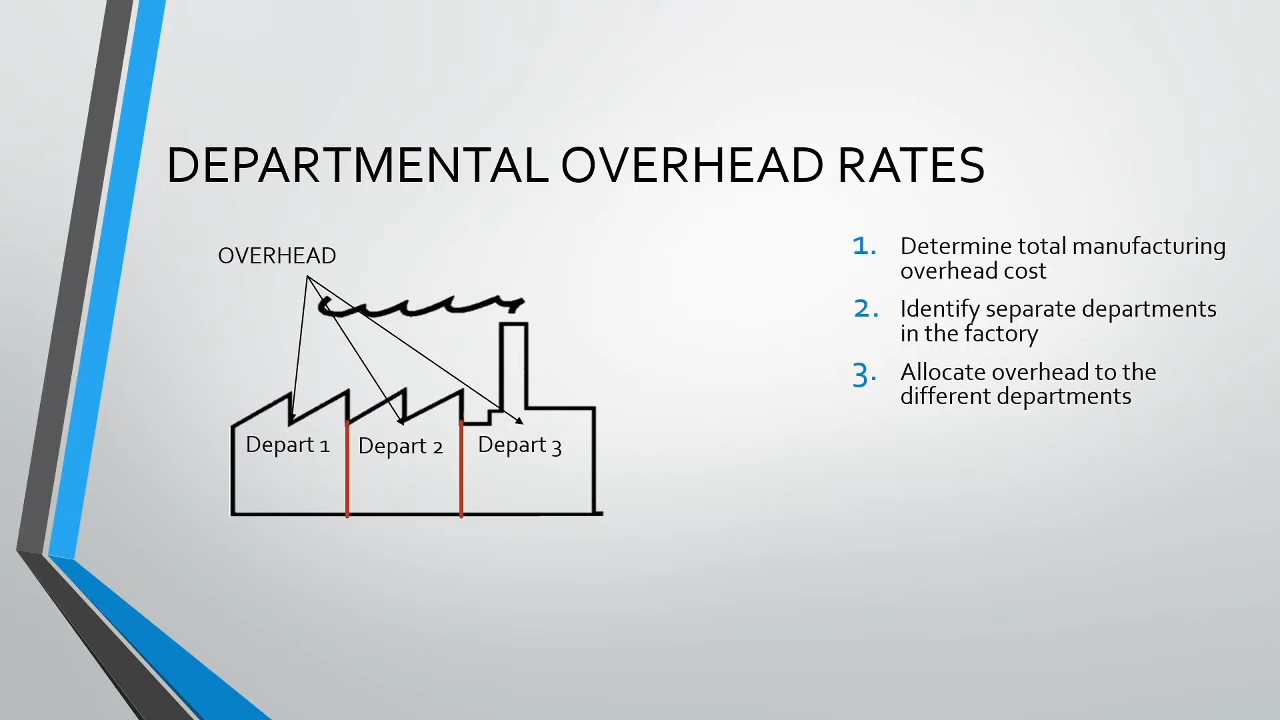 DEPARTMENTAL OVERHEAD RATES
OVERHEAD
Depart 1
Depart 2
Depart 3
1. Determine total manufacturing
overhead cost
2. Identify separate departments
in the factory
3. Allocate overhead to the
different departments